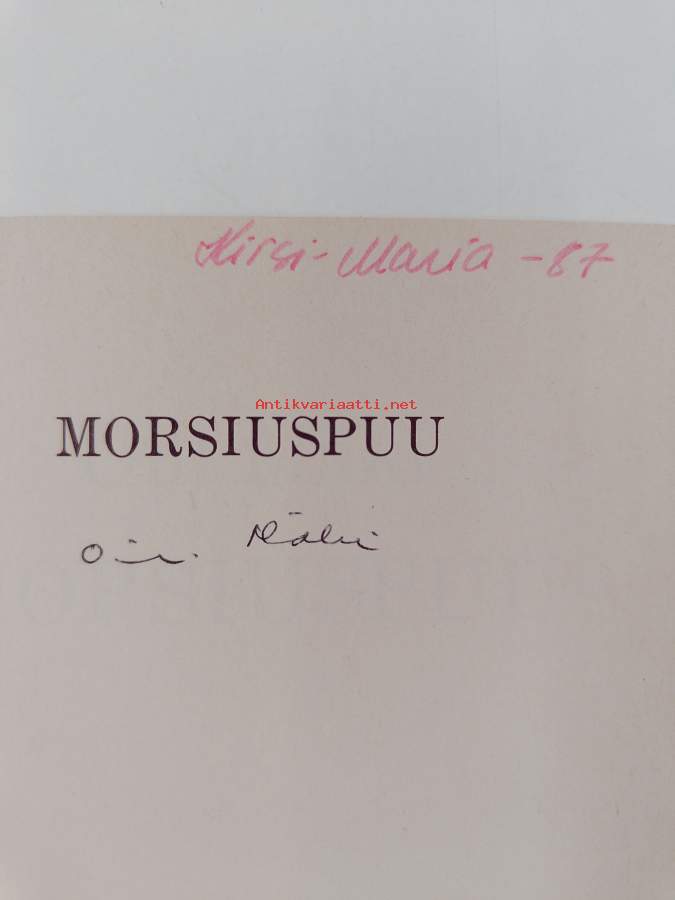 Kirsi-Maria -87
Antikvariaatti.net
MORSIUSPUU